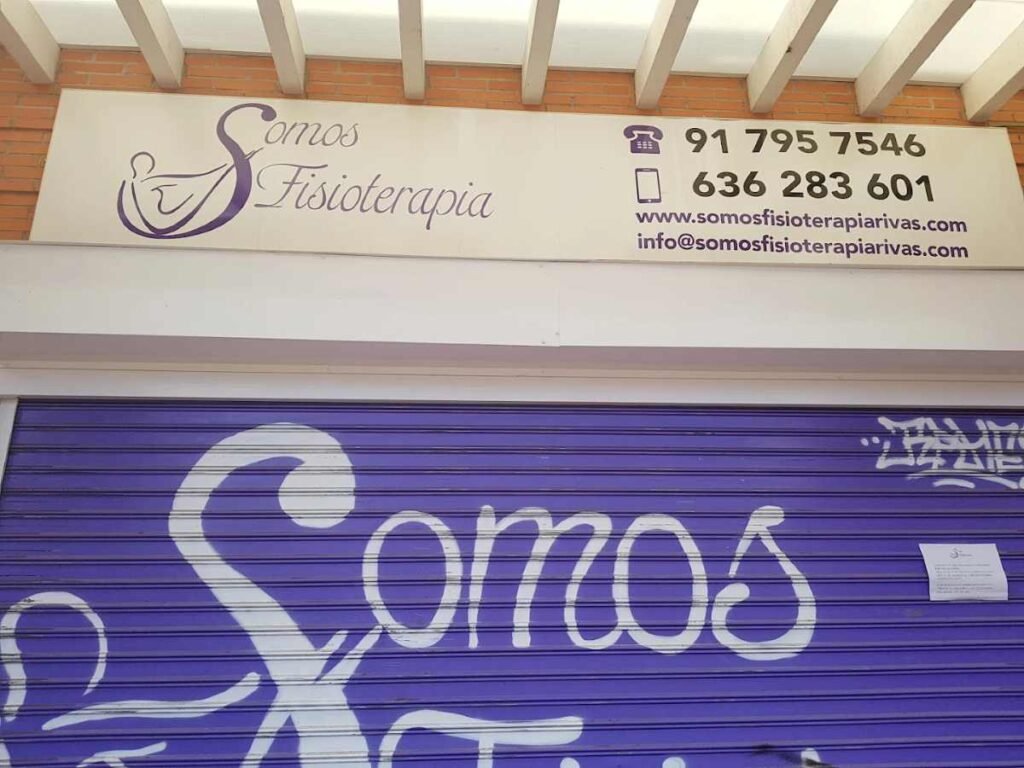 Somos
Fisioterapia
91 795 7546
636 283 601
www.somosfisioterapiarivas.com
info@somosfisioterapiarivas.com
Somos